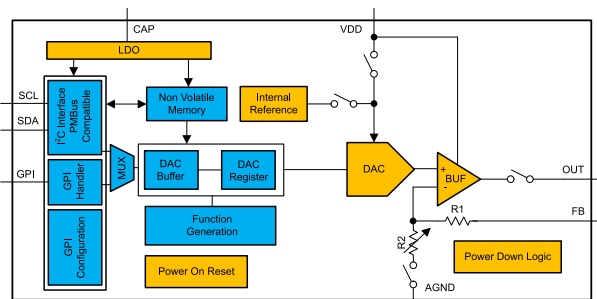 CAP
VDD
LDO
SCL
SDA
GPI
I²C Interface
PMBus
Compatible
GPI
Handler
GPI
Configuration
MUX
Non Volatile
Memory
Internal
Reference
DAC
Buffer
DAC
Register
Function
Generation
Power On Reset
DAC
+
BUF
-
OUT
R1
FB
R2
AGND
Power Down Logic